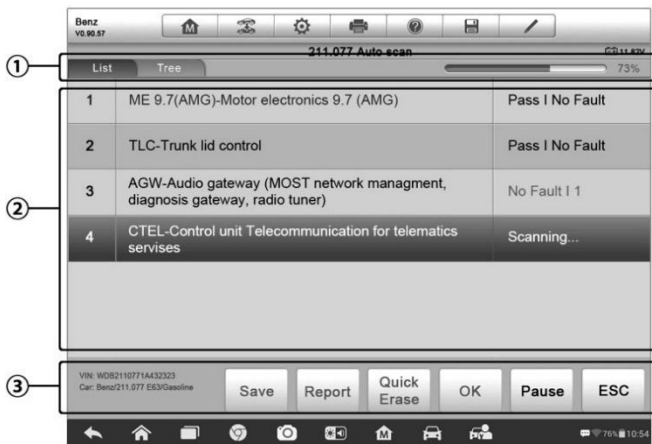 Benz
V0.90.57
211.077 Auto scan
11.82V
① List Tree 73%
1 ME 9.7(AMG)-Motor electronics 9.7 (AMG) Pass I No Fault
2 TLC-Trunk lid control Pass I No Fault
②
3 AGW-Audio gateway (MOST network managment,
diagnosis gateway, radio tuner) No Fault I 1
4 CTEL-Control unit Telecommunication for telematics
servises Scanning...
③
VIN: WDB2110771A432323
Car: Benz/211.077 E63/Gasoline
Save Report Quick
Erase OK Pause ESC
76% 10:54